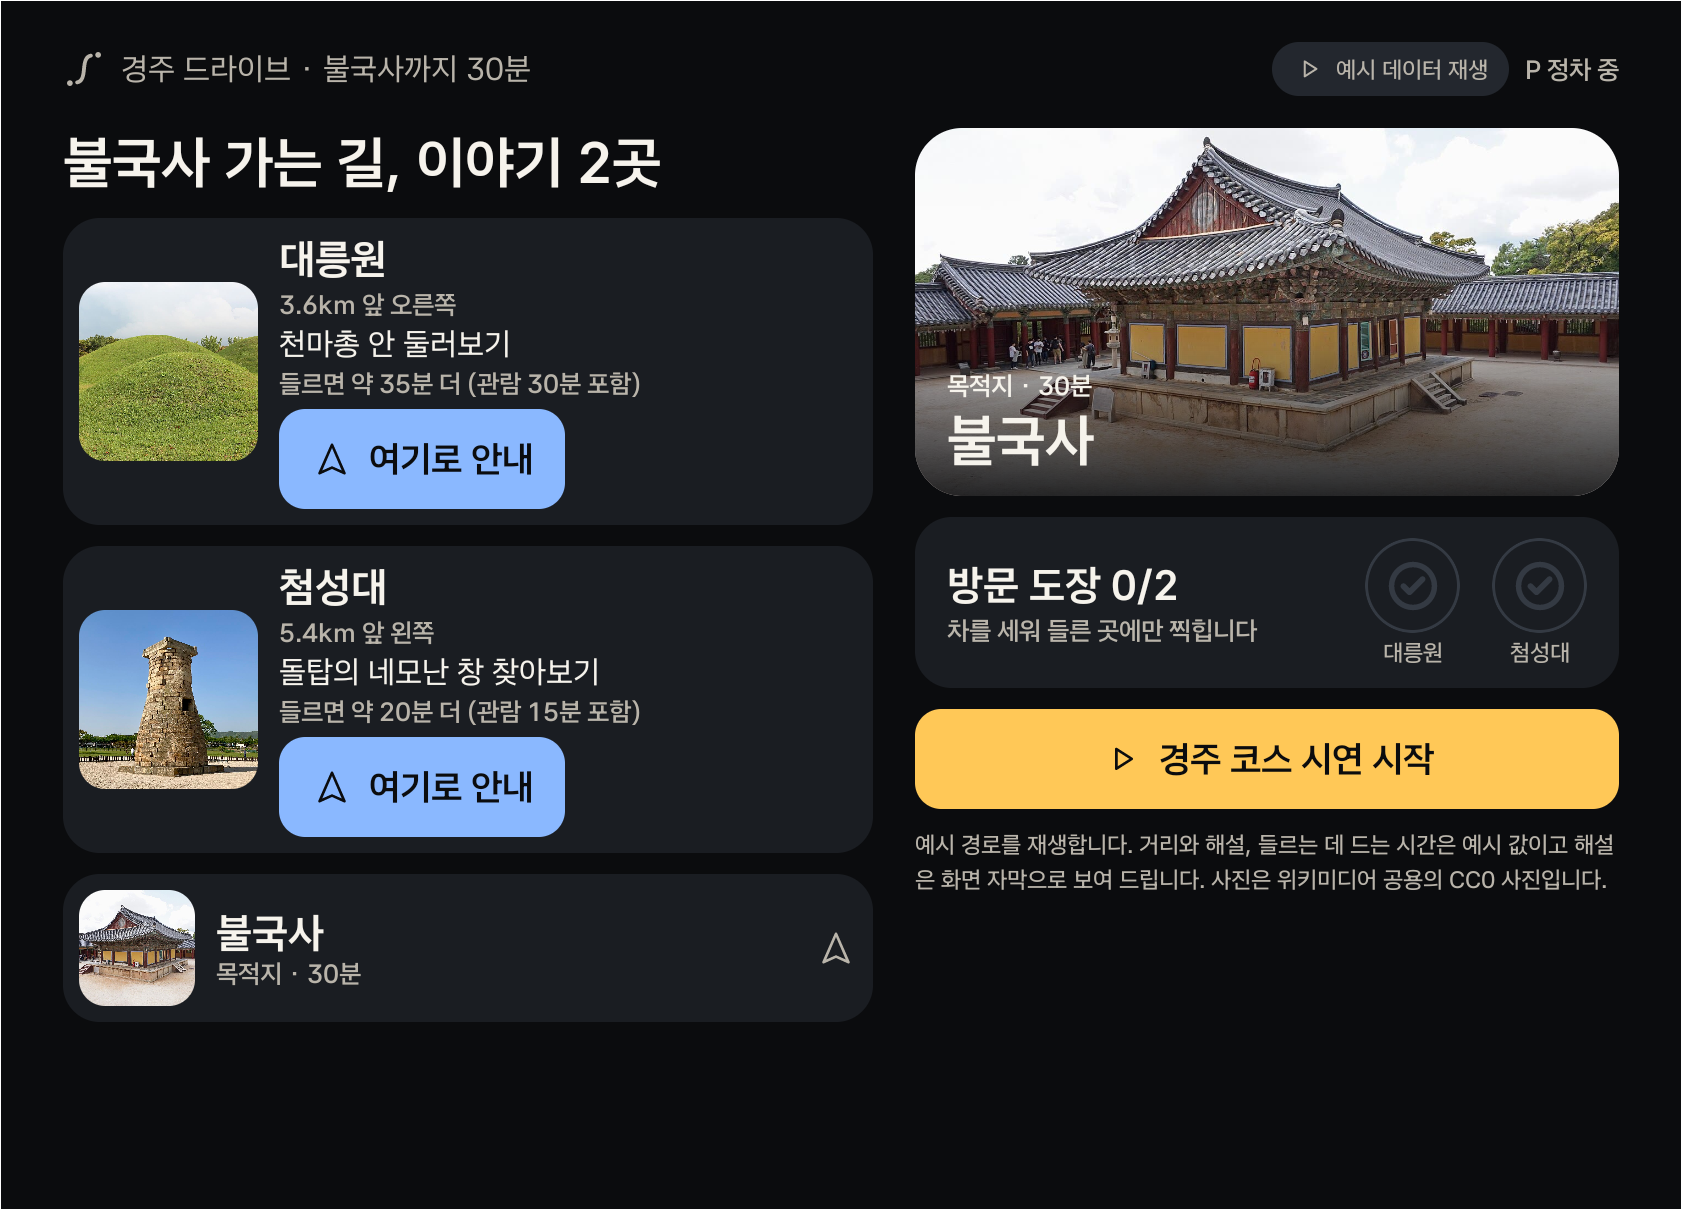 경주 드라이브 · 불국사까지 30분
예시 데이터 재생
P 정차 중
불국사 가는 길, 이야기 2곳
대릉원
3.6km 앞 오른쪽
천마총 안 둘러보기
들르면 약 35분 더 (관람 30분 포함)
여기로 안내
첨성대
5.4km 앞 왼쪽
돌탑의 네모난 창 찾아보기
들르면 약 20분 더 (관람 15분 포함)
여기로 안내
불국사
목적지 · 30분
목적지 · 30분
불국사
방문 도장 0/2
차를 세워 들른 곳에만 찍힙니다
대릉원
첨성대
경주 코스 시연 시작
예시 경로를 재생합니다. 거리와 해설, 들르는 데 드는 시간은 예시 값이고 해설
은 화면 자막으로 보여 드립니다. 사진은 위키미디어 공용의 CC0 사진입니다.